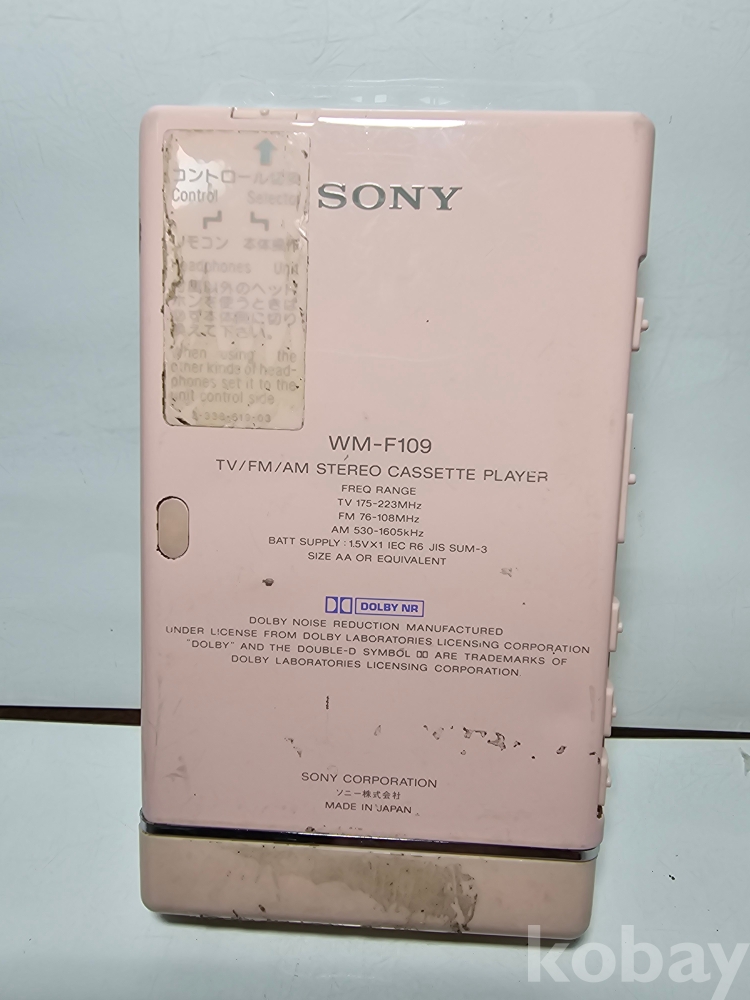 コントロール切換
Control Selector
リモコン 本体操作
Headphones Unit
使うときは
When using the
other kinds of head-
phones set it to the
unit control side
SONY
WM-F109
TV/FM/AM STEREO CASSETTE PLAYER
FREQ RANGE
TV 175-223MHz
FM 76-108MHz
AM 530-1605kHz
BATT SUPPLY : 1.5V×1 IEC R6 JIS SUM-3
SIZE AA OR EQUIVALENT
DOLBY NR
DOLBY NOISE REDUCTION MANUFACTURED
UNDER LICENSE FROM DOLBY LABORATORIES LICENSING CORPORATION
"DOLBY" AND THE DOUBLE-D SYMBOL ARE TRADEMARKS OF
DOLBY LABORATORIES LICENSING CORPORATION.
SONY CORPORATION
ソニー株式会社
MADE IN JAPAN
kobay